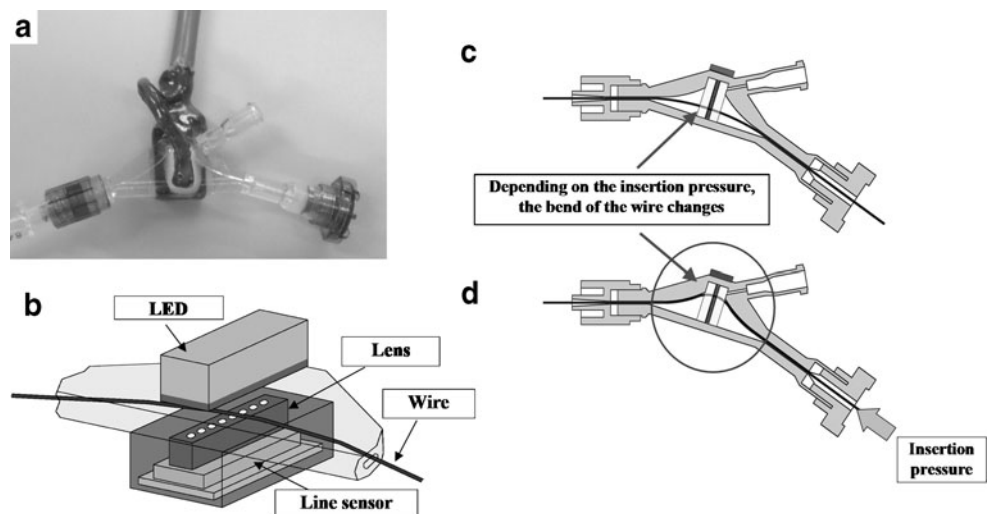 a
b
LED
Lens
Wire
Line sensor
c
Depending on the insertion pressure,
the bend of the wire changes
d
Insertion
pressure